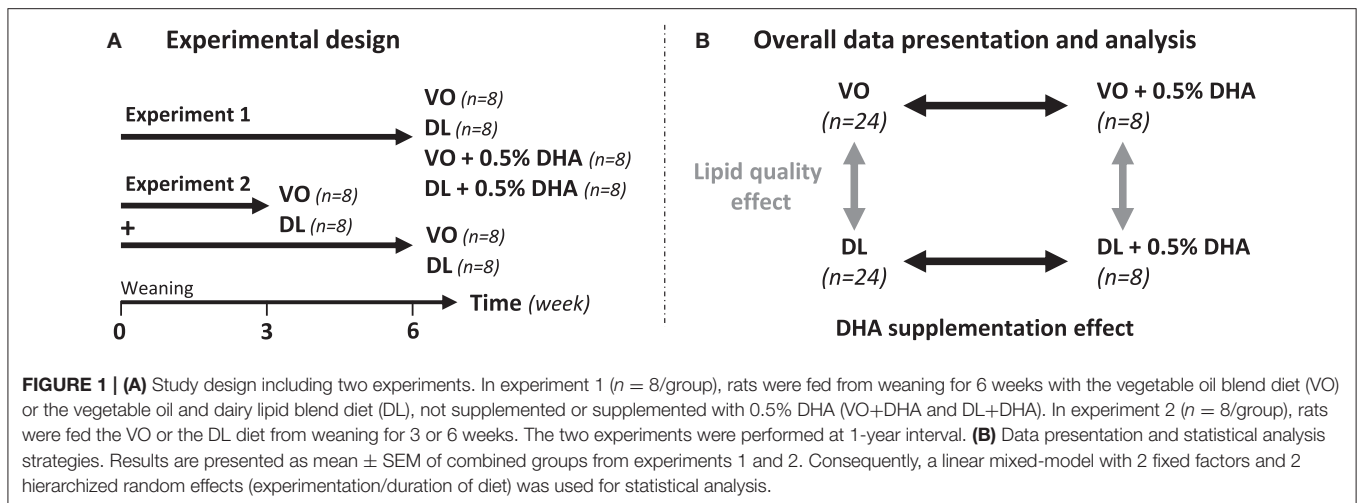 A Experimental design
Experiment 1
VO (n=8)
DL (n=8)
VO + 0.5% DHA (n=8)
DL + 0.5% DHA (n=8)
Experiment 2
VO (n=8)
DL (n=8)
+
VO (n=8)
DL (n=8)
Weaning
Time (week)
0 3 6
B Overall data presentation and analysis
VO
(n=24)
VO + 0.5% DHA
(n=8)
Lipid quality
effect
DL
(n=24)
DL + 0.5% DHA
(n=8)
DHA supplementation effect
FIGURE 1 | (A) Study design including two experiments. In experiment 1 (n = 8/group), rats were fed from weaning for 6 weeks with the vegetable oil blend diet (VO)
or the vegetable oil and dairy lipid blend diet (DL), not supplemented or supplemented with 0.5% DHA (VO+DHA and DL+DHA). In experiment 2 (n = 8/group), rats
were fed the VO or the DL diet from weaning for 3 or 6 weeks. The two experiments were performed at 1-year interval. (B) Data presentation and statistical analysis
strategies. Results are presented as mean ± SEM of combined groups from experiments 1 and 2. Consequently, a linear mixed-model with 2 fixed factors and 2
hierarchized random effects (experimentation/duration of diet) was used for statistical analysis.